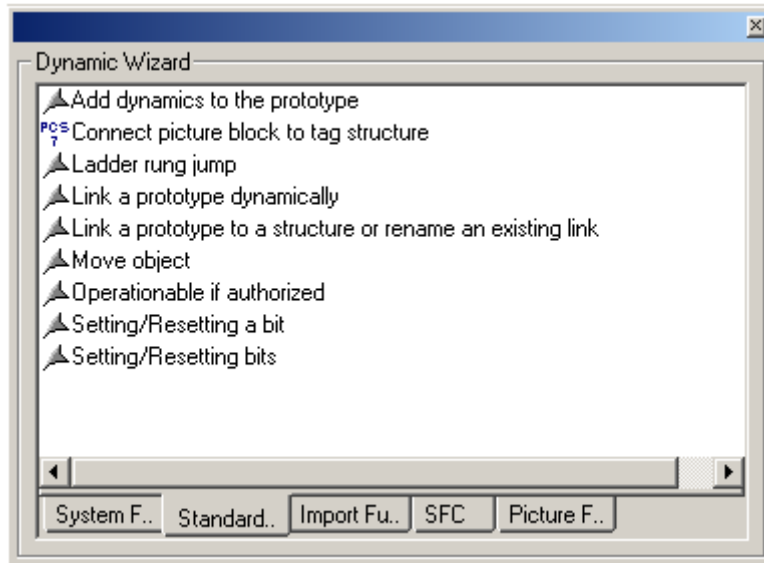 Dynamic Wizard
Add dynamics to the prototype
PCS 7 Connect picture block to tag structure
Ladder rung jump
Link a prototype dynamically
Link a prototype to a structure or rename an existing link
Move object
Operationable if authorized
Setting/Resetting a bit
Setting/Resetting bits
System F.. Standard.. Import Fu.. SFC Picture F..